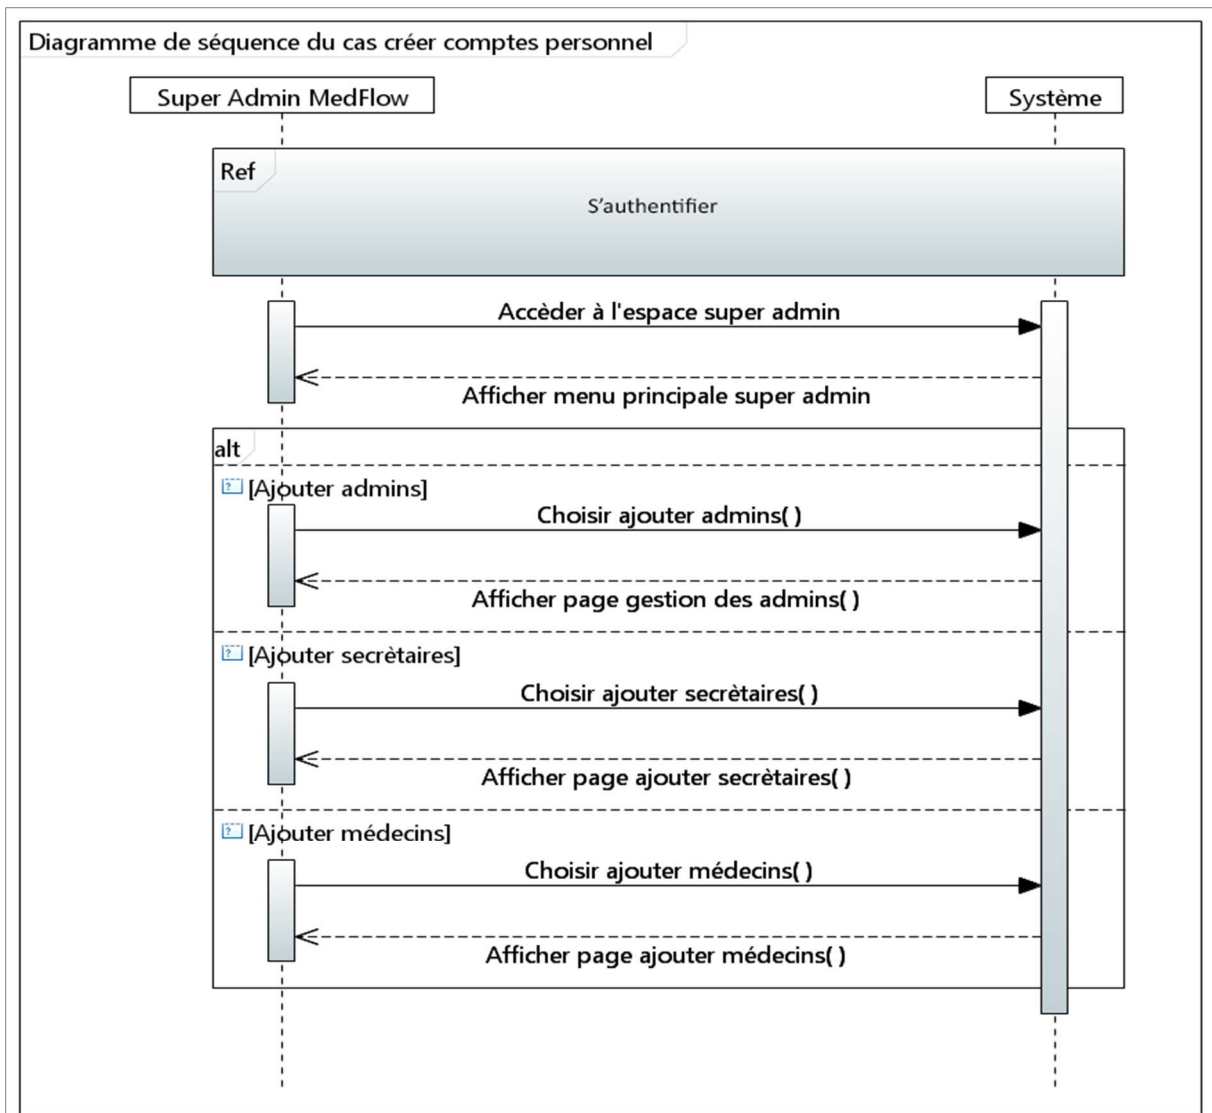 Diagramme de séquence du cas créer comptes personnel
Super Admin MedFlow
Système
Ref
S'authentifier
Accèder à l'espace super admin
Afficher menu principale super admin
alt
[Ajouter admins]
Choisir ajouter admins( )
Afficher page gestion des admins( )
[Ajouter secrètaires]
Choisir ajouter secrètaires( )
Afficher page ajouter secrètaires( )
[Ajouter médecins]
Choisir ajouter médecins( )
Afficher page ajouter médecins( )